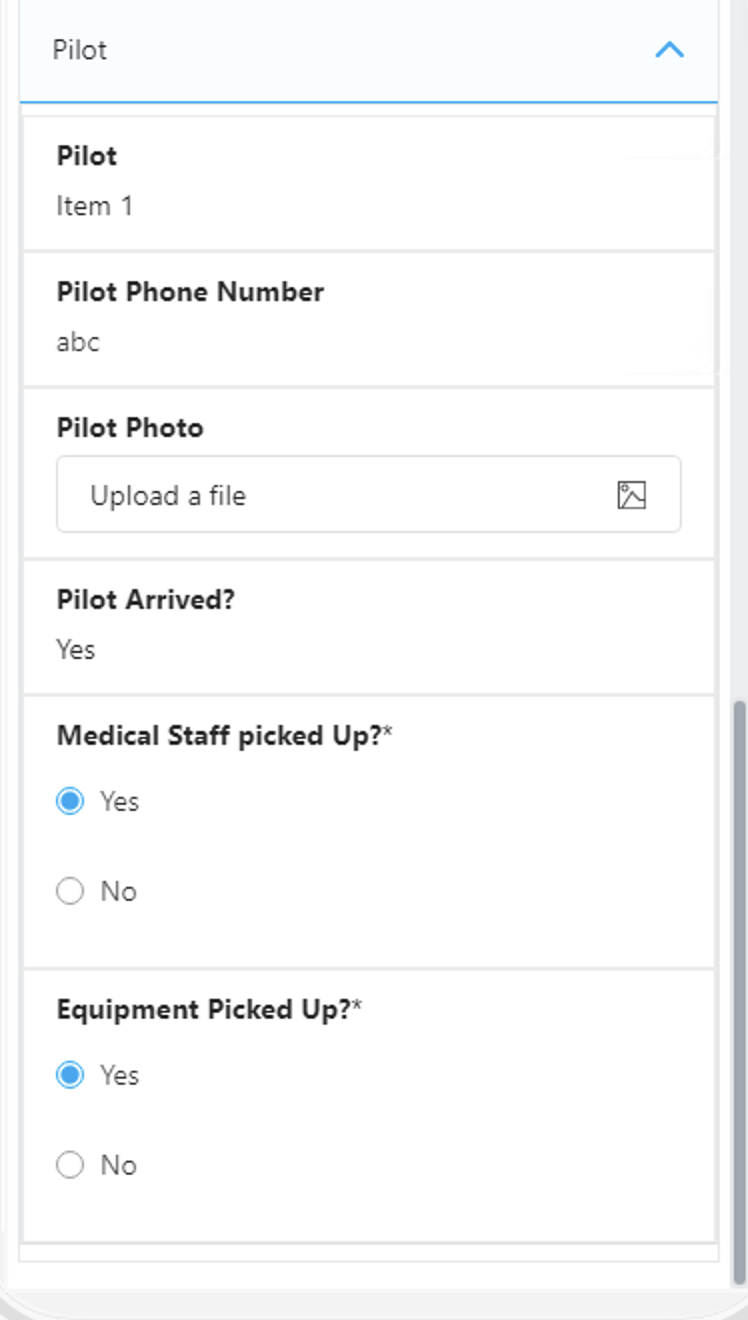 Pilot
Pilot
Item 1
Pilot Phone Number
abc
Pilot Photo
Upload a file
Pilot Arrived?
Yes
Medical Staff picked Up?*
Yes
No
Equipment Picked Up?*
Yes
No